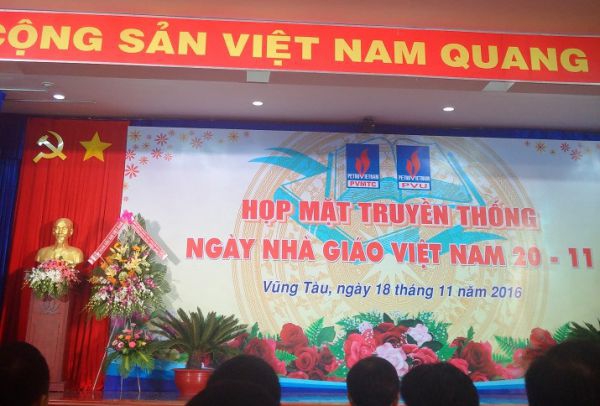 CỘNG SẢN VIỆT NAM QUANG
PETROVIETNAM PETROVIETNAM
PVMTC PVU
HỌP MẶT TRUYỀN THỐNG
NGÀY NHÀ GIÁO VIỆT NAM 20 - 11
Vũng Tàu, ngày 18 tháng 11 năm 2016